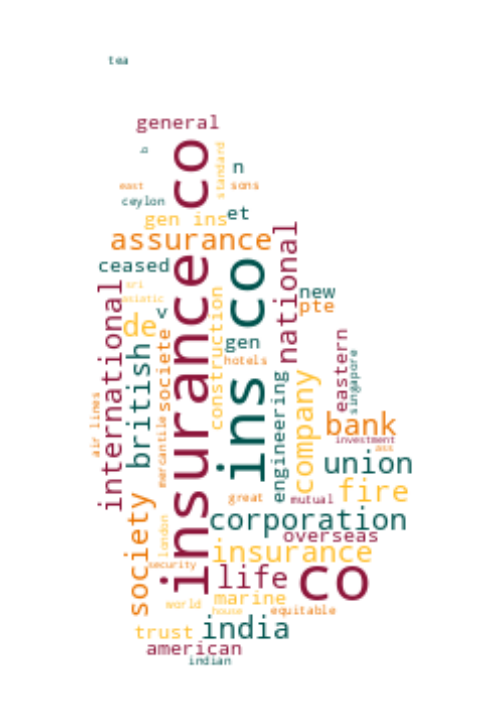 tea
general
insurance co
standard
n
east
sons
ceylon
et
gen ins
assurance
national
ceased
ins co
sri
asiatic
international
new
v
pte
de
construction
societe
gen
eastern
british
hotels
singapore
engineering
company
air lines
mercantile
bank
investment
ass
union
fire
society
great
mutual
corporation
london
overseas
insurance
security
life
co
world
marine
house
equitable
trust
india
american
indian